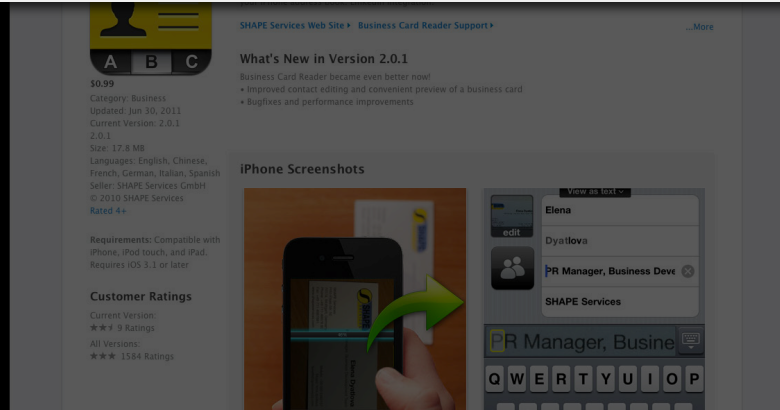 SHAPE Services Web Site Business Card Reader Support
...More
A B C
What's New in Version 2.0.1
Business Card Reader became even better now!
• Improved contact editing and convenient preview of a business card
• Bugfixes and performance improvements
$0.99
Category: Business
Updated: Jun 30, 2011
Current Version: 2.0.1
2.0.1
Size: 17.8 MB
Languages: English, Chinese,
French, German, Italian, Spanish
Seller: SHAPE Services GmbH
© 2010 SHAPE Services
Rated 4+
Requirements: Compatible with
iPhone, iPod touch, and iPad.
Requires iOS 3.1 or later
Customer Ratings
Current Version:
9 Ratings
All Versions:
1584 Ratings
iPhone Screenshots
View as text
edit
Elena
Dyatlova
PR Manager, Business Deve
SHAPE Services
PR Manager, Busine
Q W E R T Y U I O P